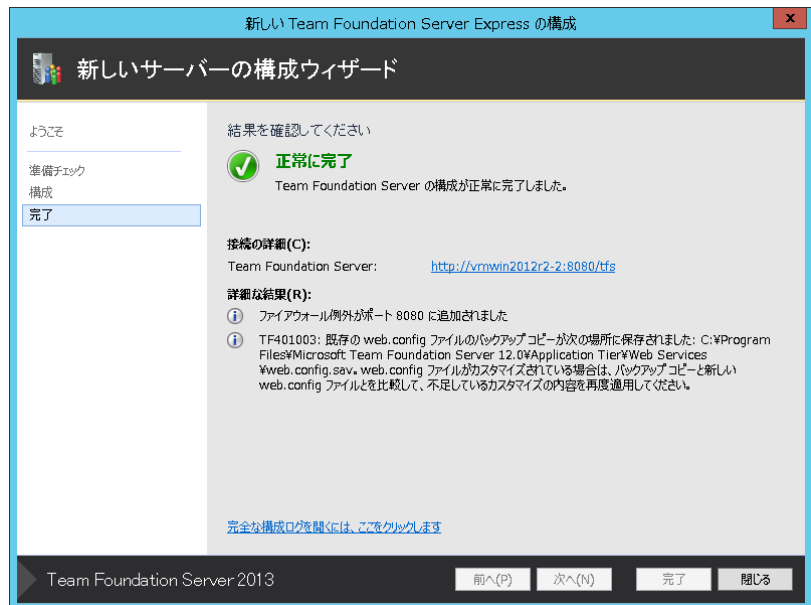 新しい Team Foundation Server Express の構成
x
新しいサーバーの構成ウィザード
ようこそ
準備チェック
構成
完了
結果を確認してください
正常に完了
Team Foundation Server の構成が正常に完了しました。
接続の詳細(C):
Team Foundation Server: http://vmwin2012r2-2:8080/tfs
詳細な結果(R):
ファイアウォール例外がポート 8080 に追加されました
TF401003: 既存の web.config ファイルのバックアップ コピーが次の場所に保存されました: C:¥Program
Files¥Microsoft Team Foundation Server 12.0¥Application Tier¥Web Services
¥web.config.sav。web.config ファイルがカスタマイズされている場合は、バックアップ コピーと新しい
web.config ファイルとを比較して、不足しているカスタマイズの内容を再度適用してください。
完全な構成ログを開くには、ここをクリックします
Team Foundation Server 2013
前へ(P) 次へ(N) 完了 閉じる